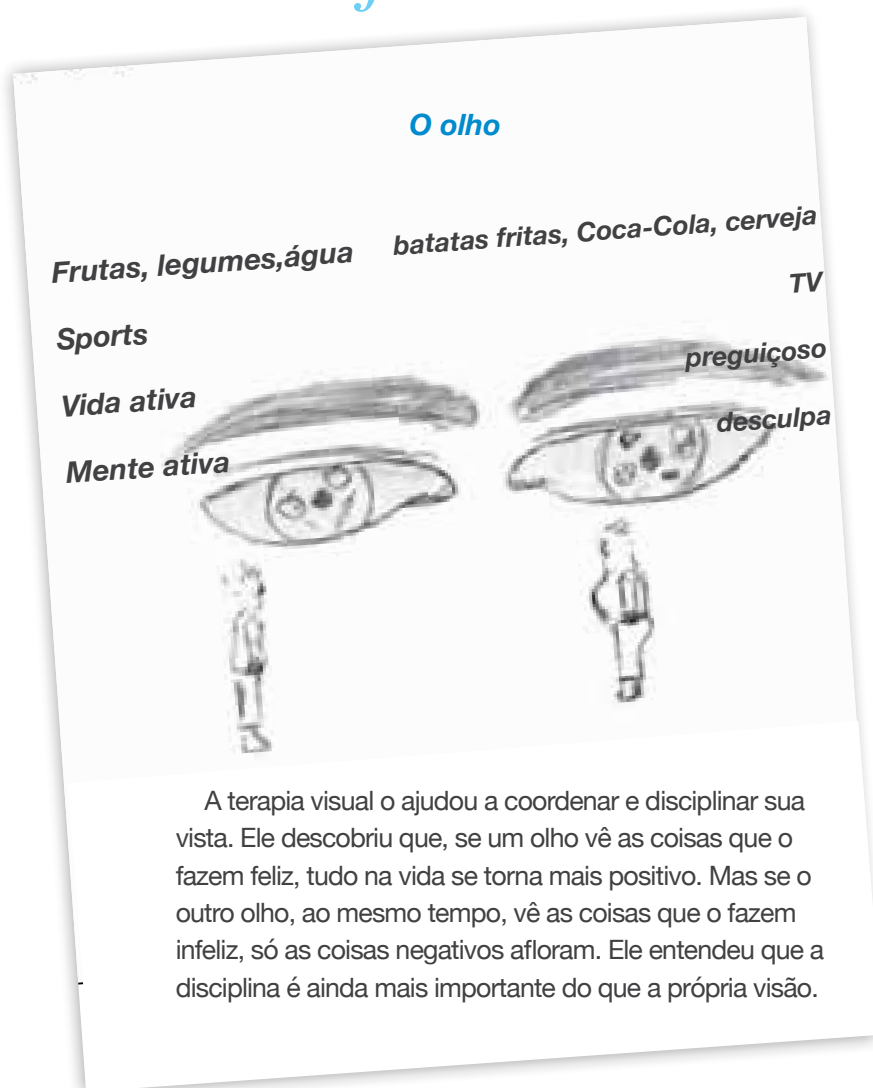 O olho
Frutas, legumes,água
batatas fritas, Coca-Cola, cerveja
TV
Sports
preguiçoso
Vida ativa
desculpa
Mente ativa
A terapia visual o ajudou a coordenar e disciplinar sua
vista. Ele descobriu que, se um olho vê as coisas que o
fazem feliz, tudo na vida se torna mais positivo. Mas se o
outro olho, ao mesmo tempo, vê as coisas que o fazem
infeliz, só as coisas negativos afloram. Ele entendeu que a
disciplina é ainda mais importante do que a própria visão.